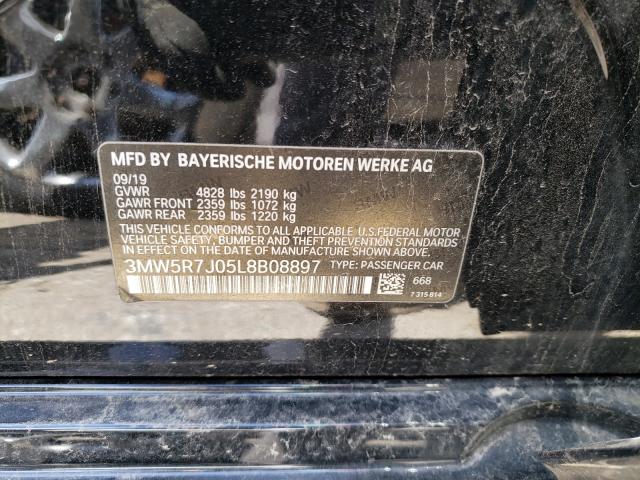 MFD BY BAYERISCHE MOTOREN WERKE AG
09/19
GVWR 4828 lbs 2190 kg
GAWR FRONT 2359 lbs 1072 kg
GAWR REAR 2359 lbs 1220 kg
THIS VEHICLE CONFORMS TO ALL APPLICABLE U.S. FEDERAL MOTOR
VEHICLE SAFETY, BUMPER AND THEFT PREVENTION STANDARDS
IN EFFECT ON THE DATE OF MANUFACTURE SHOWN ABOVE.
3MW5R7J05L8B08897 TYPE: PASSENGER CAR
668
7 315 814